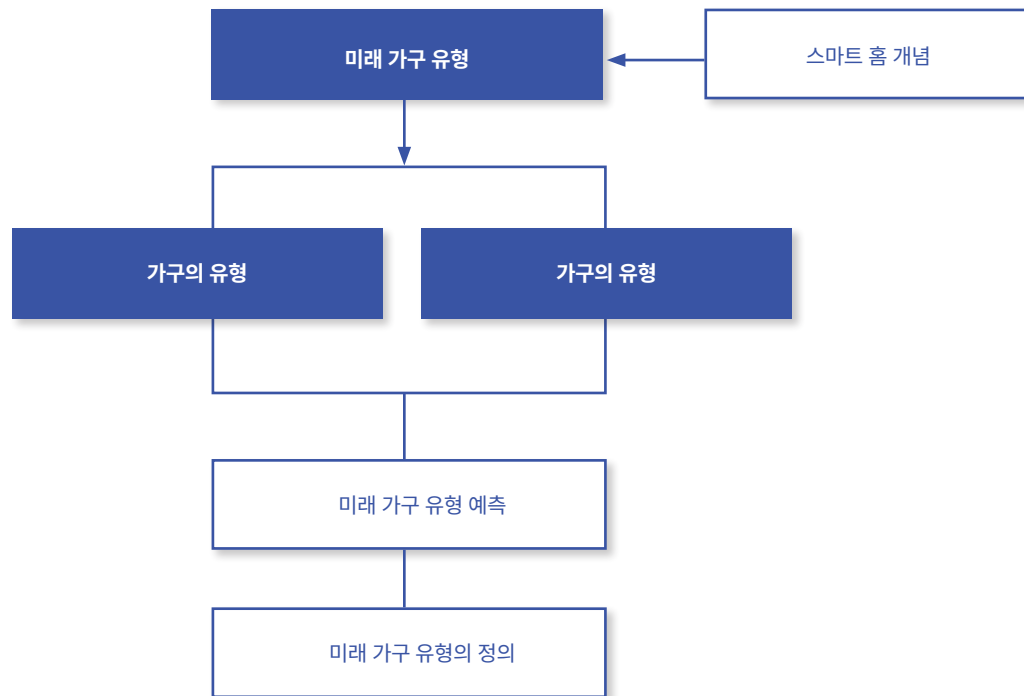 미래 가구 유형
스마트 홈 개념
가구의 유형
가구의 유형
미래 가구 유형 예측
미래 가구 유형의 정의